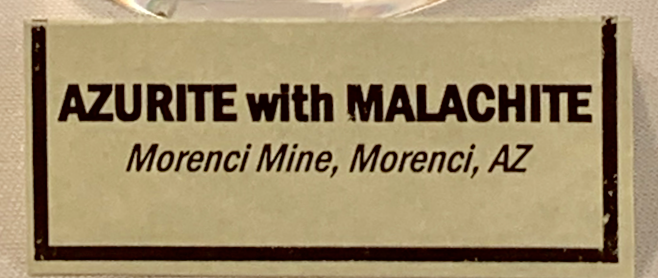 AZURITE with MALACHITE
Morenci Mine, Morenci, AZ